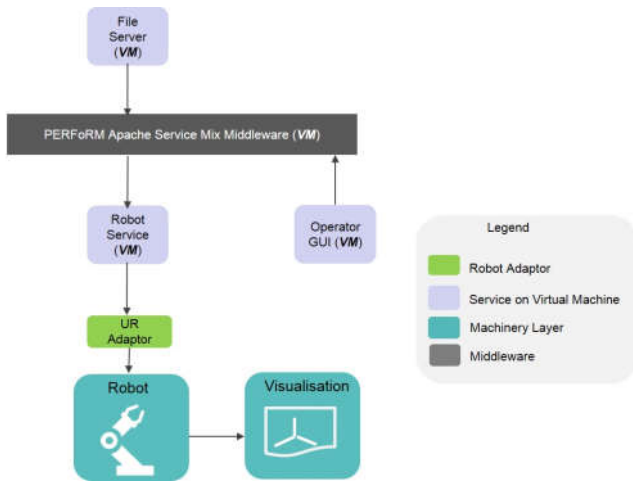 File
Server
(VM)
PERFoRM Apache Service Mix Middleware (VM)
Robot
Service
(VM)
Operator
GUI (VM)
UR
Adaptor
Robot
Visualisation
Legend
Robot Adaptor
Service on Virtual Machine
Machinery Layer
Middleware